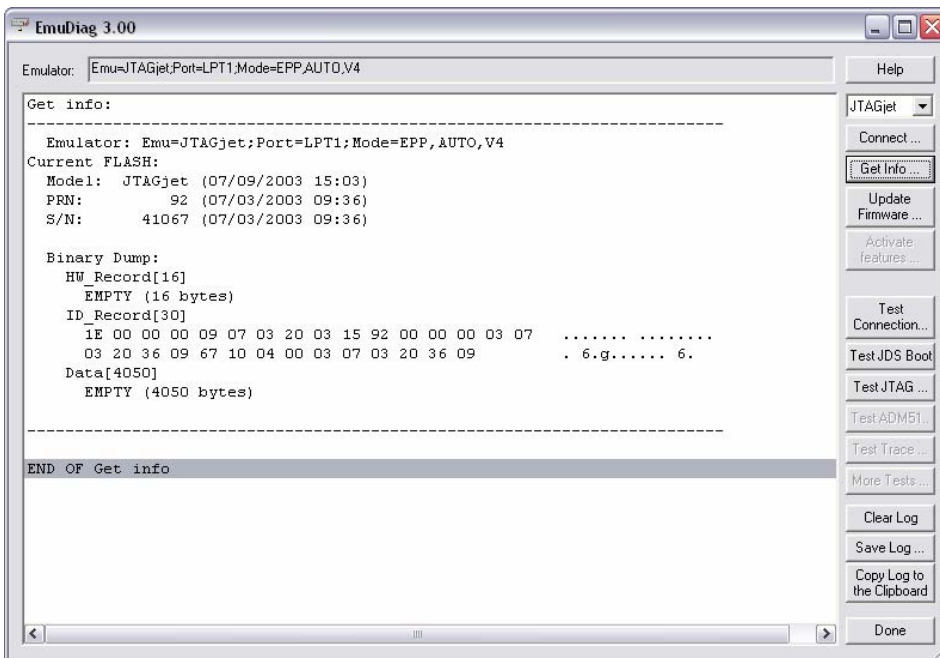 EmuDiag 3.00
Emulator: Emu=JTAGjet;Port=LPT1;Mode=EPP,AUTO,V4
Help
Get info:
-------------------------------------------------------------------------
Emulator: Emu=JTAGjet;Port=LPT1;Mode=EPP,AUTO,V4
Current FLASH:
Model: JTAGjet (07/09/2003 15:03)
PRN: 92 (07/03/2003 09:36)
S/N: 41067 (07/03/2003 09:36)
Binary Dump:
HW_Record[16]
EMPTY (16 bytes)
ID_Record[30]
1E 00 00 00 09 07 03 20 03 15 92 00 00 00 03 07 ....... ........
03 20 36 09 67 10 04 00 03 07 03 20 36 09 . 6.g...... 6.
Data[4050]
EMPTY (4050 bytes)
-------------------------------------------------------------------------
END OF Get info
JTAGjet
Connect ...
Get Info ...
Update
Firmware ...
Activate
features ...
Test
Connection...
Test JDS Boot
Test JTAG ...
Test ADM51..
Test Trace ...
More Tests ...
Clear Log
Save Log ...
Copy Log to
the Clipboard
Done